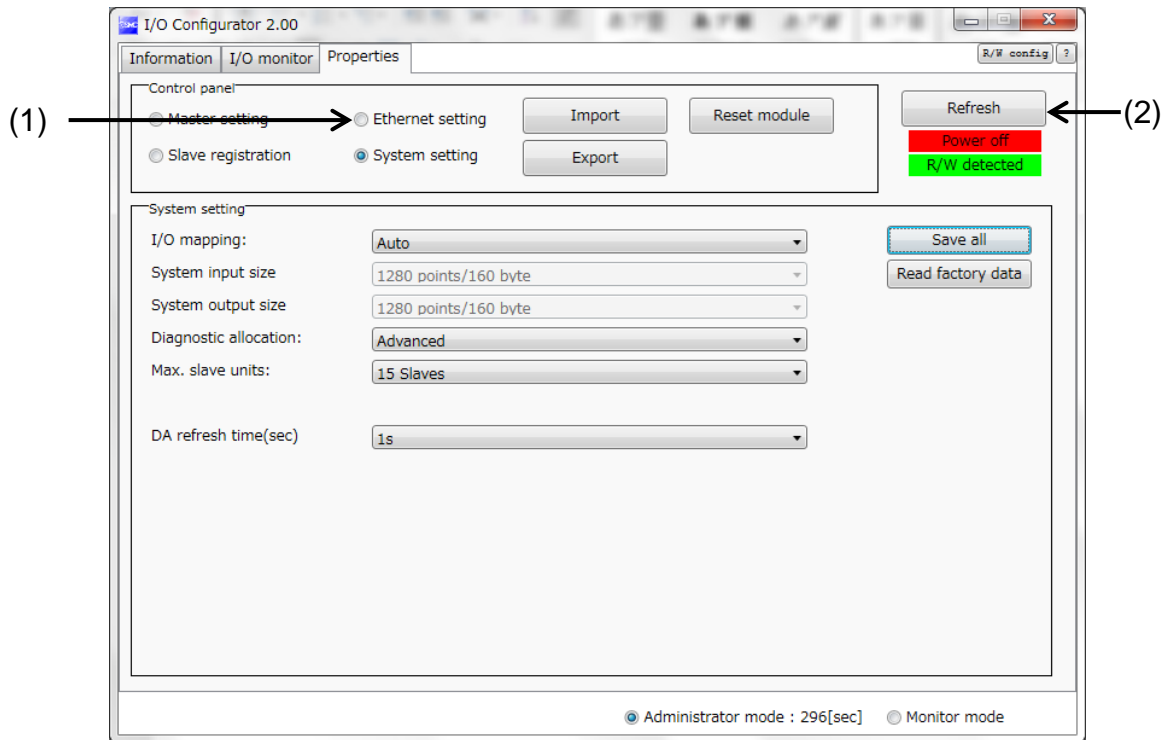 I/O Configurator 2.00
Information I/O monitor Properties R/W config ?
Control panel
(1) Master setting Ethernet setting Import Reset module Refresh (2)
Power off
Slave registration System setting Export R/W detected
System setting
I/O mapping: Auto Save all
System input size 1280 points/160 byte Read factory data
System output size 1280 points/160 byte
Diagnostic allocation: Advanced
Max. slave units: 15 Slaves
DA refresh time(sec) 1s
Administrator mode : 296[sec] Monitor mode